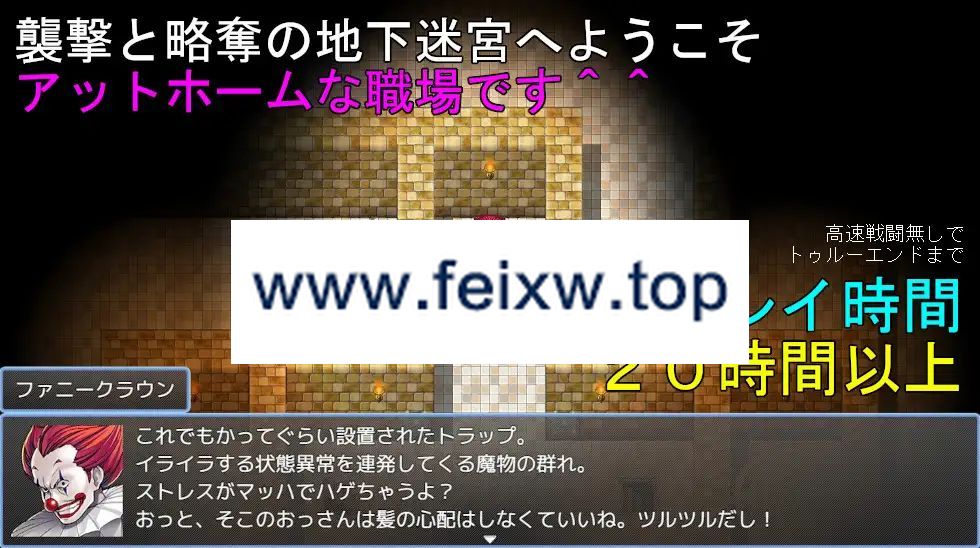 襲撃と略奪の地下迷宮へようこそ
アットホームな職場です＾＾
高速戦闘無しで
トゥルーエンドまで
www.feixw.top
レイ時間
２０時間以上
ファニークラウン
これでもかってぐらい設置されたトラップ。
イライラする状態異常を連発してくる魔物の群れ。
ストレスがマッハでハゲちゃうよ？
おっと、そこのおっさんは髪の心配はしなくていいね。ツルツルだし！